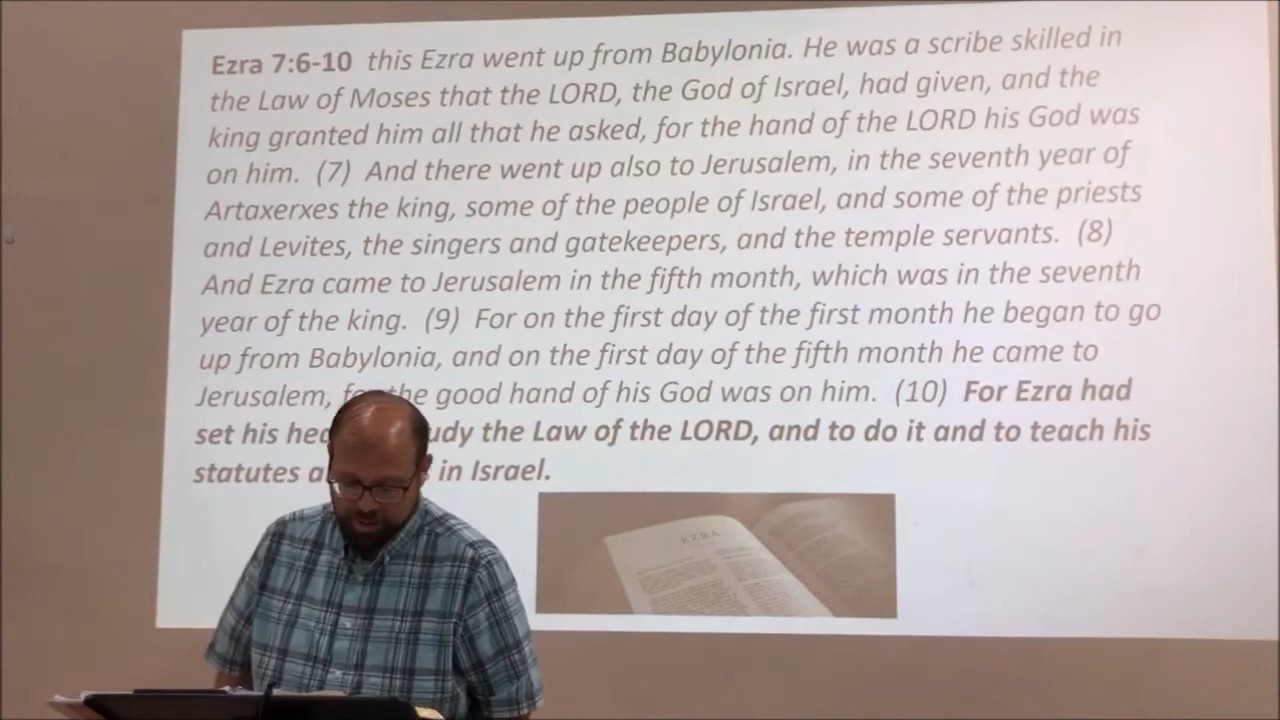 Ezra 7:6-10 this Ezra went up from Babylonia. He was a scribe skilled in
the Law of Moses that the LORD, the God of Israel, had given, and the
king granted him all that he asked, for the hand of the LORD his God was
on him. (7) And there went up also to Jerusalem, in the seventh year of
Artaxerxes the king, some of the people of Israel, and some of the priests
and Levites, the singers and gatekeepers, and the temple servants. (8)
And Ezra came to Jerusalem in the fifth month, which was in the seventh
year of the king. (9) For on the first day of the first month he began to go
up from Babylonia, and on the first day of the fifth month he came to
Jerusalem, the good hand of his God was on him. (10) For Ezra had
set his the Law of the LORD, and to do it and to teach his
statutes in Israel.
EZRA